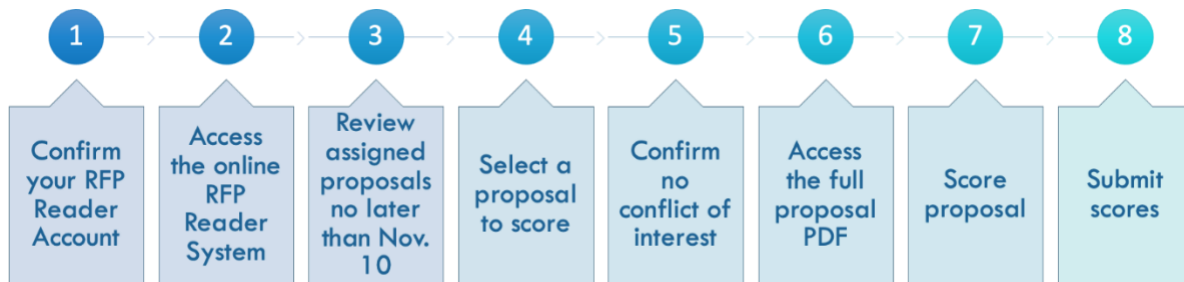 1
2
3
4
5
6
7
8
Confirm
your RFP
Reader
Account
Access
the online
RFP
Reader
System
Review
assigned
proposals
no later
than Nov.
10
Select a
proposal
to score
Confirm
no
conflict of
interest
Access
the full
proposal
PDF
Score
proposal
Submit
scores